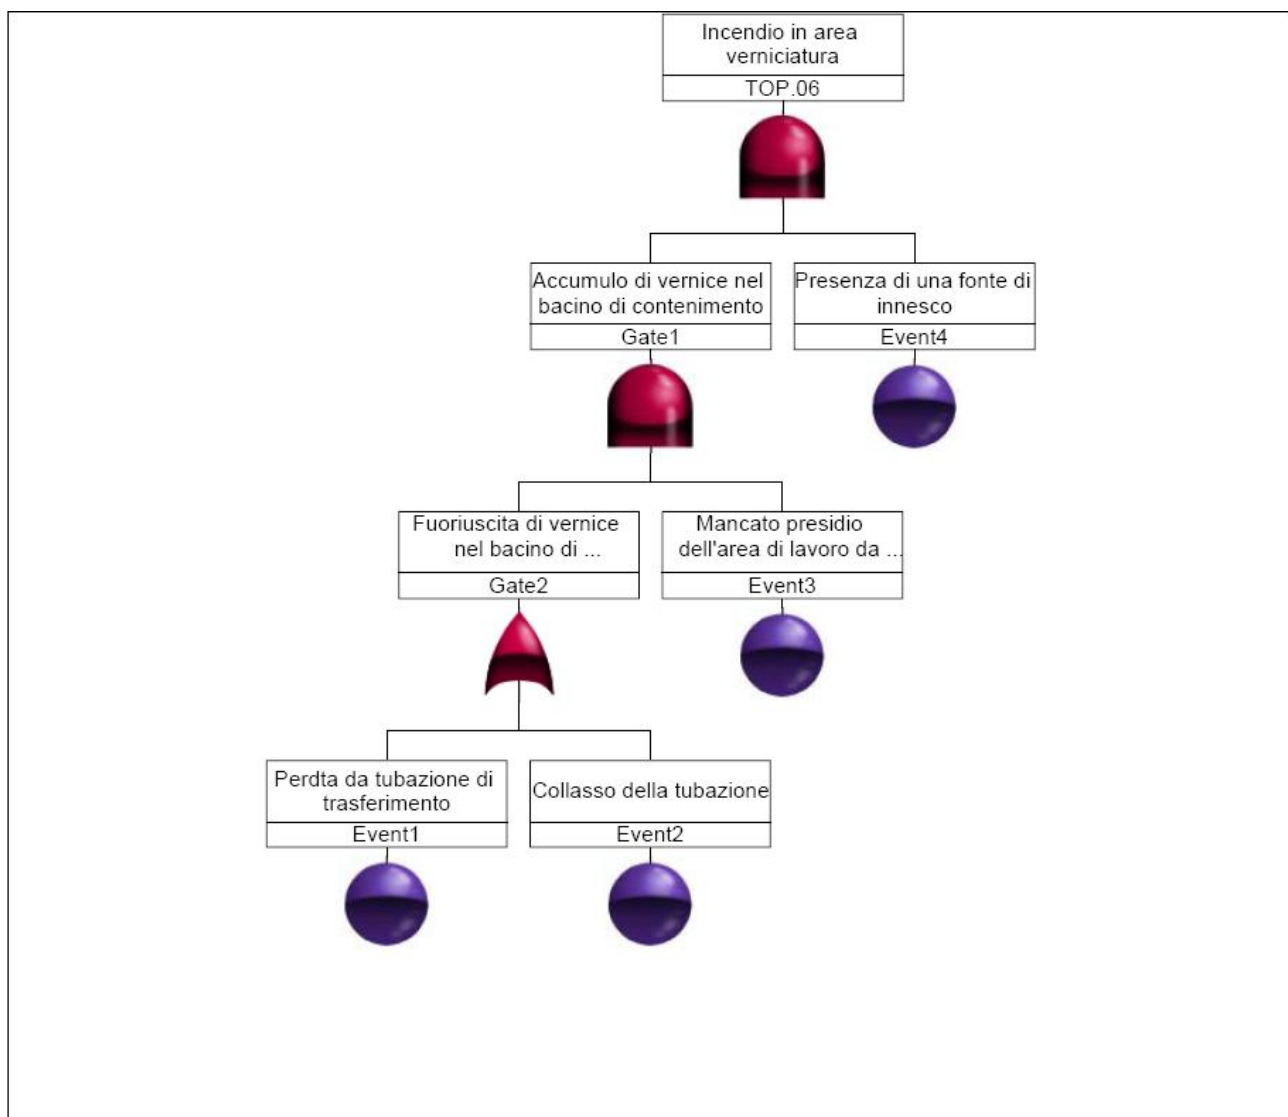 Incendio in area
verniciatura
TOP.06
Accumulo di vernice nel
bacino di contenimento
Gate1
Presenza di una fonte di
innesco
Event4
Fuoriuscita di vernice
nel bacino di ...
Gate2
Mancato presidio
dell'area di lavoro da ...
Event3
Perdta da tubazione di
trasferimento
Event1
Collasso della tubazione
Event2